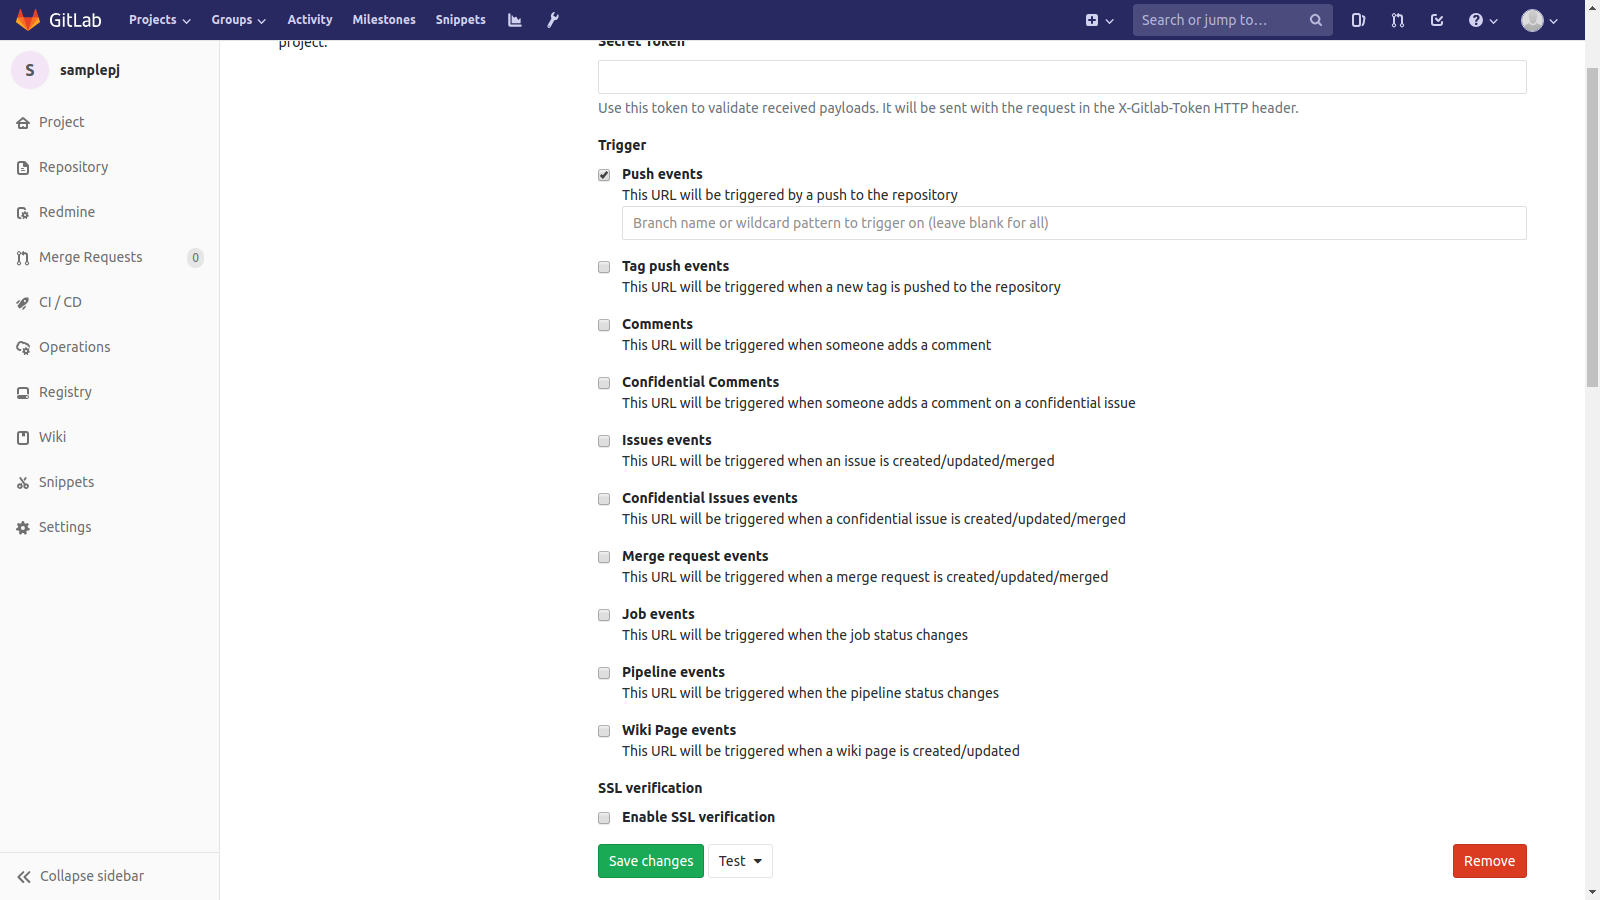 GitLab
Projects
Groups
Activity
Milestones
Snippets
Search or jump to...
S
samplepj
Project
Repository
Redmine
Merge Requests
0
CI / CD
Operations
Registry
Wiki
Snippets
Settings
Collapse sidebar
project.
Secret Token
Use this token to validate received payloads. It will be sent with the request in the X-Gitlab-Token HTTP header.
Trigger
Push events
This URL will be triggered by a push to the repository
Branch name or wildcard pattern to trigger on (leave blank for all)
Tag push events
This URL will be triggered when a new tag is pushed to the repository
Comments
This URL will be triggered when someone adds a comment
Confidential Comments
This URL will be triggered when someone adds a comment on a confidential issue
Issues events
This URL will be triggered when an issue is created/updated/merged
Confidential Issues events
This URL will be triggered when a confidential issue is created/updated/merged
Merge request events
This URL will be triggered when a merge request is created/updated/merged
Job events
This URL will be triggered when the job status changes
Pipeline events
This URL will be triggered when the pipeline status changes
Wiki Page events
This URL will be triggered when a wiki page is created/updated
SSL verification
Enable SSL verification
Save changes
Test
Remove